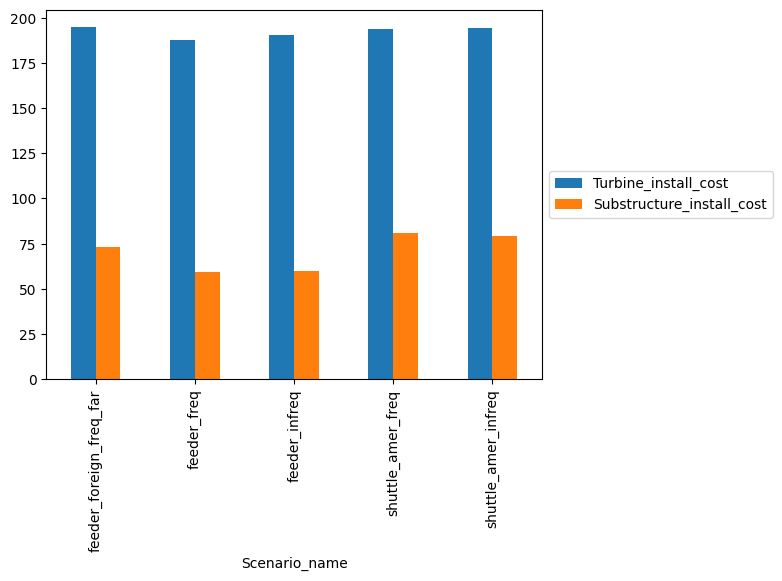 200
175
150
125
100
75
50
25
0
feeder_foreign_freq_far
feeder_freq
feeder_infreq
shuttle_amer_freq
shuttle_amer_infreq
Scenario_name
Turbine_install_cost
Substructure_install_cost